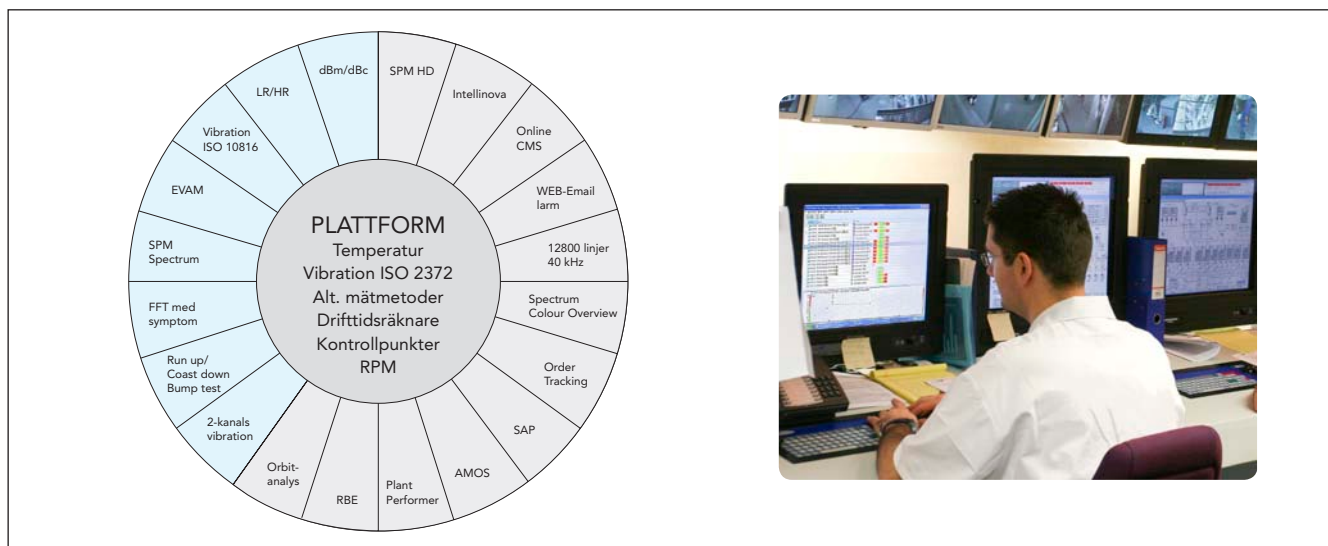 dBm/dBc
SPM HD
LR/HR
Intellinova
Vibration
ISO 10816
Online
CMS
EVAM
WEB-Email
larm
SPM
Spectrum
12800 linjer
40 kHz
FFT med
symptom
Spectrum
Colour Overview
Run up/
Coast down
Bump test
Order
Tracking
2-kanals
vibration
SAP
Orbit-
analys
RBE
Plant
Performer
AMOS
PLATTFORM
Temperatur
Vibration ISO 2372
Alt. mätmetoder
Drifttidsräknare
Kontrollpunkter
RPM